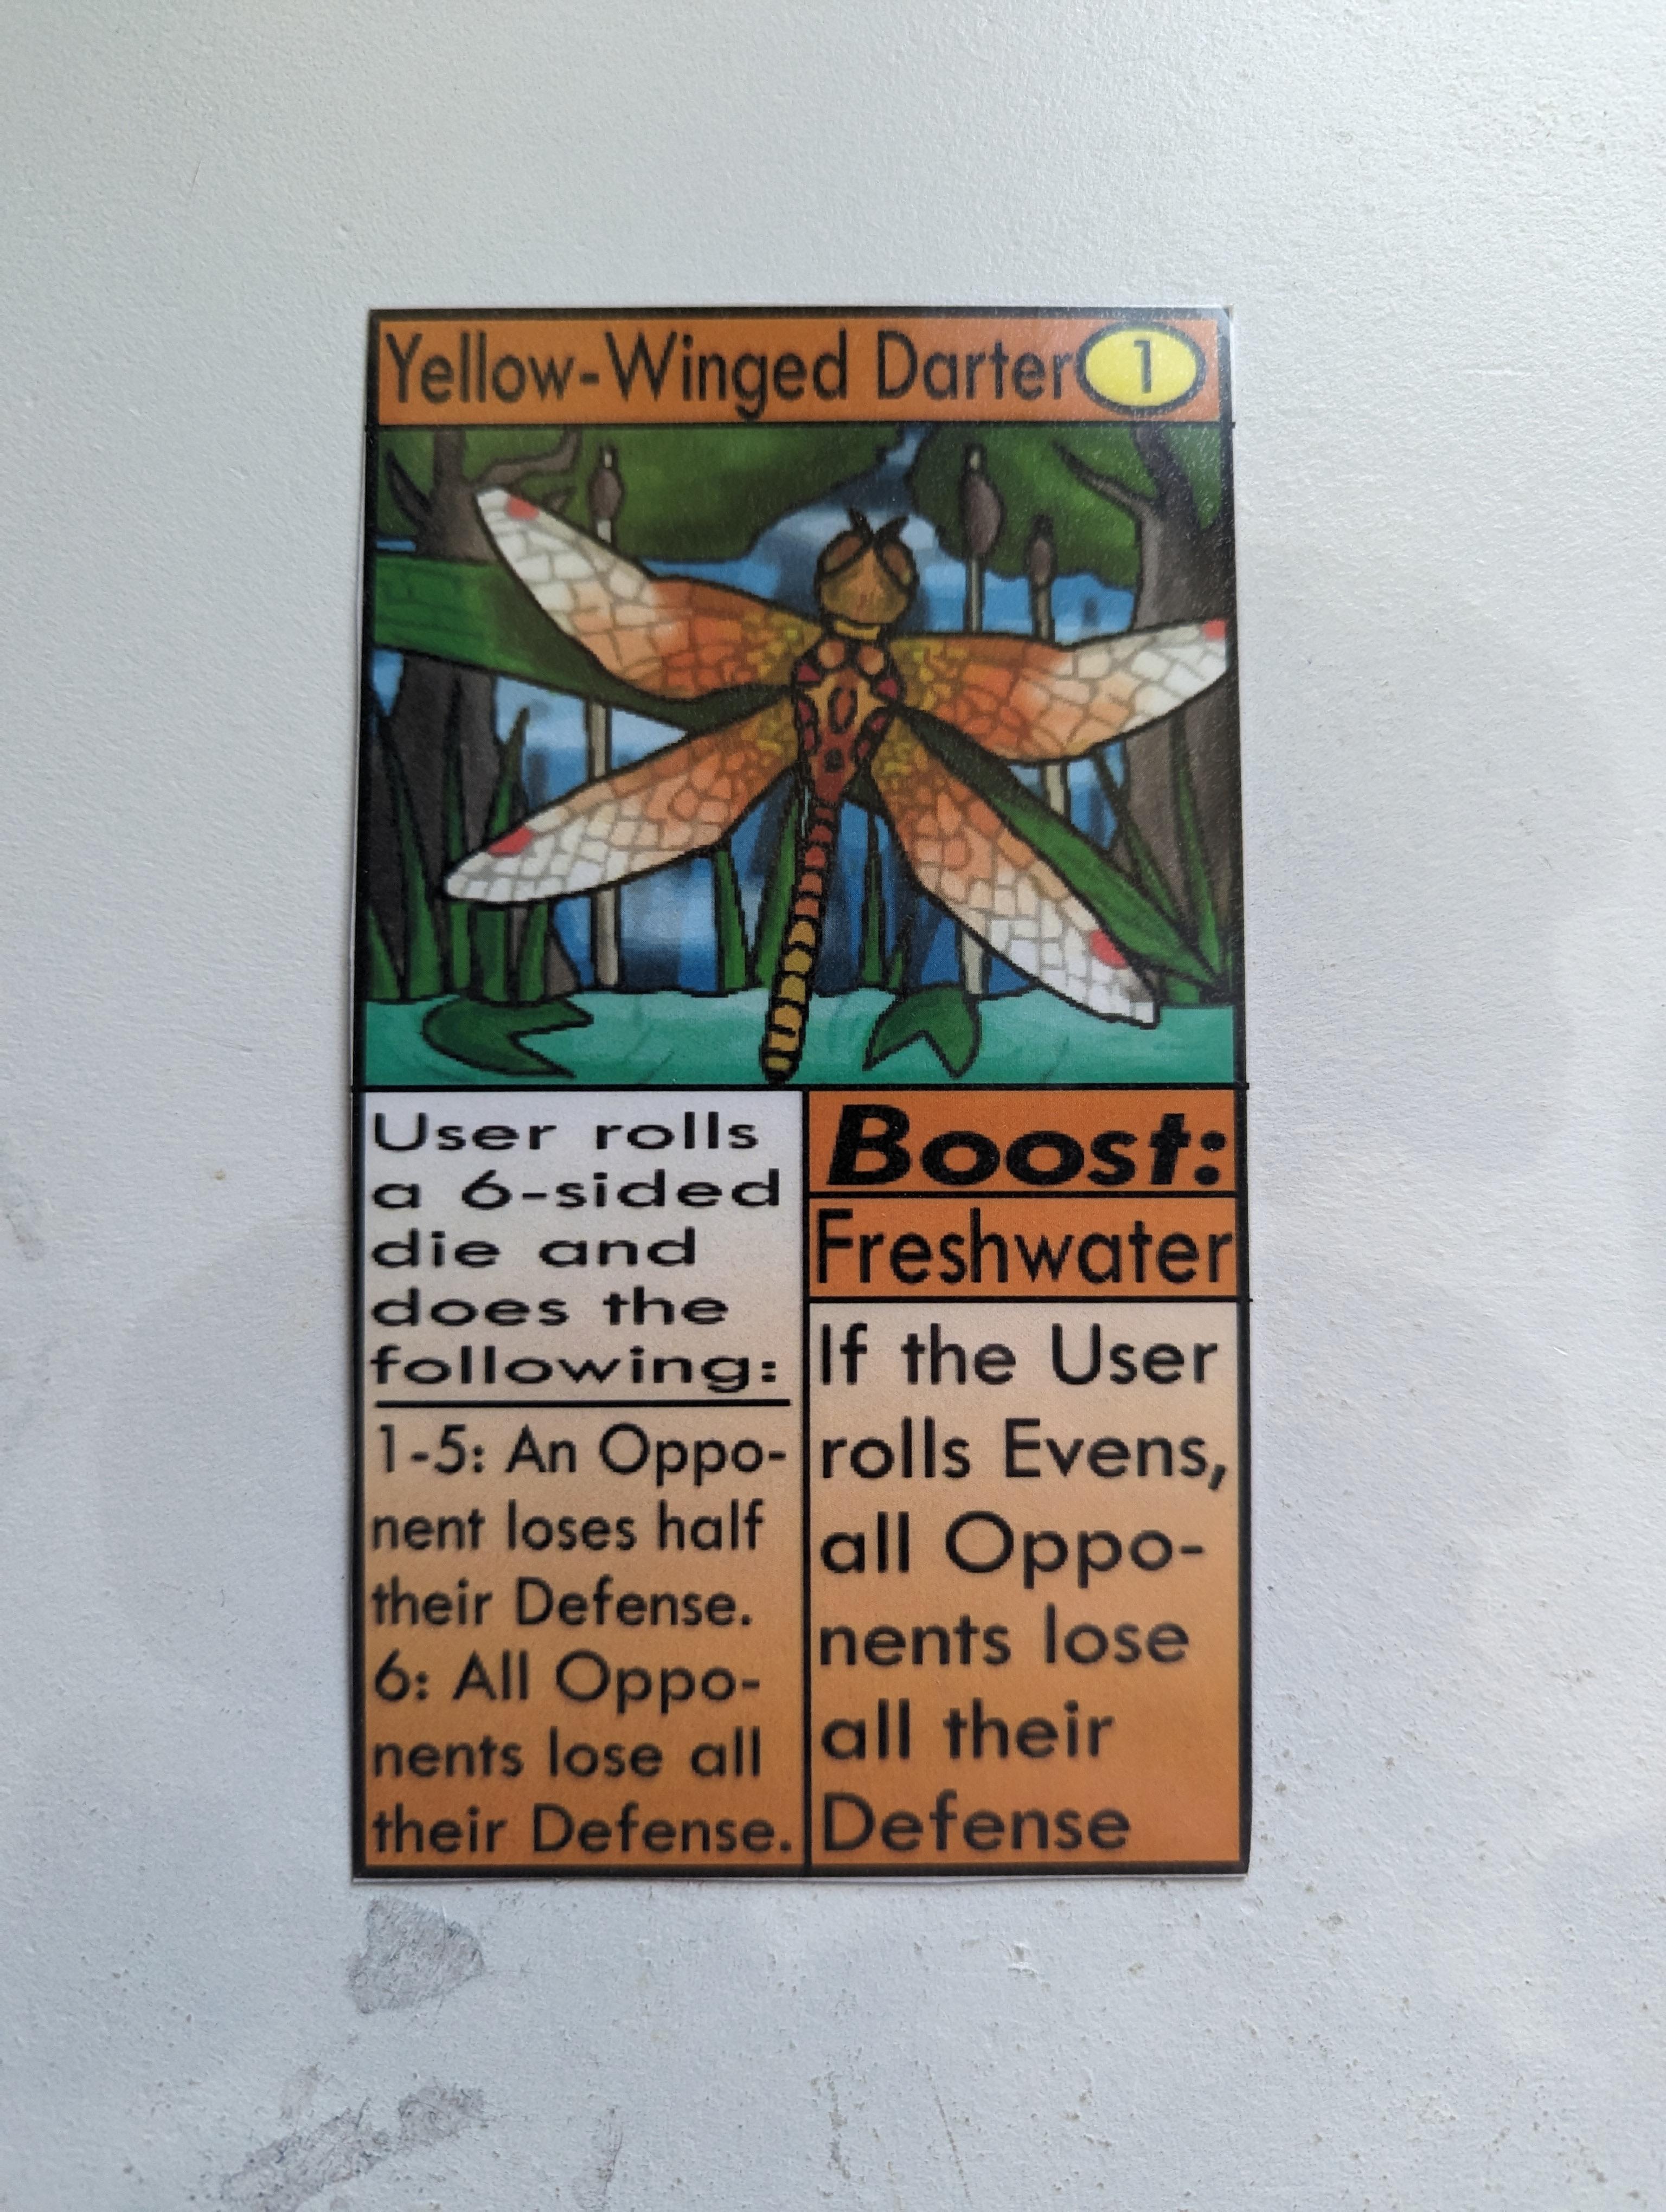 Yellow-Winged Darter 1
User rolls
a 6-sided
die and
does the
following:
1-5: An Oppo-
nent loses half
their Defense.
6: All Oppo-
nents lose all
their Defense.
Boost:
Freshwater
If the User
rolls Evens,
all Oppo-
nents lose
all their
Defense